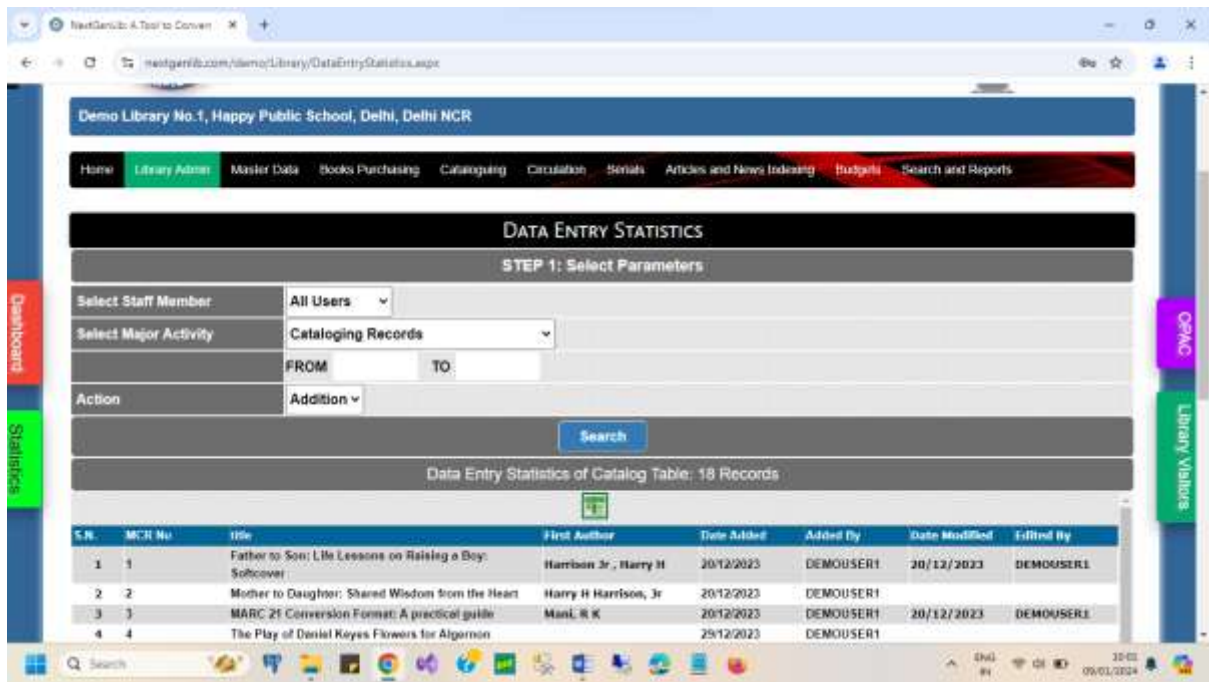 NextGenLib: A Tool to Conver
nextgenlib.com/demo/Library/DataEntryStatistics.aspx
Demo Library No.1, Happy Public School, Delhi, Delhi NCR
Home Library Admin Master Data Books Purchasing Cataloguing Circulation Serials Articles and News Indexing Budgets Search and Reports
DATA ENTRY STATISTICS
STEP 1: Select Parameters
Select Staff Member All Users
Select Major Activity Cataloging Records
FROM TO
Action Addition
Search
Data Entry Statistics of Catalog Table: 18 Records
S.N. MCR No title First Author Date Added Added By Date Modified Edited By
1 1 Father to Son: Life Lessons on Raising a Boy: Harrison Jr., Harry H 20/12/2023 DEMOUSER1 20/12/2023 DEMOUSER1
Softcover
2 2 Mother to Daughter: Shared Wisdom from the Heart Harry H Harrison, Jr 20/12/2023 DEMOUSER1
3 3 MARC 21 Conversion Format: A practical guide Mani, R K 20/12/2023 DEMOUSER1 20/12/2023 DEMOUSER1
4 4 The Play of Daniel Keyes Flowers for Algernon 29/12/2023 DEMOUSER1
Dashboard
Statistics
OPAC
Library Visitors
Search
ENG
IN
09/01/2024